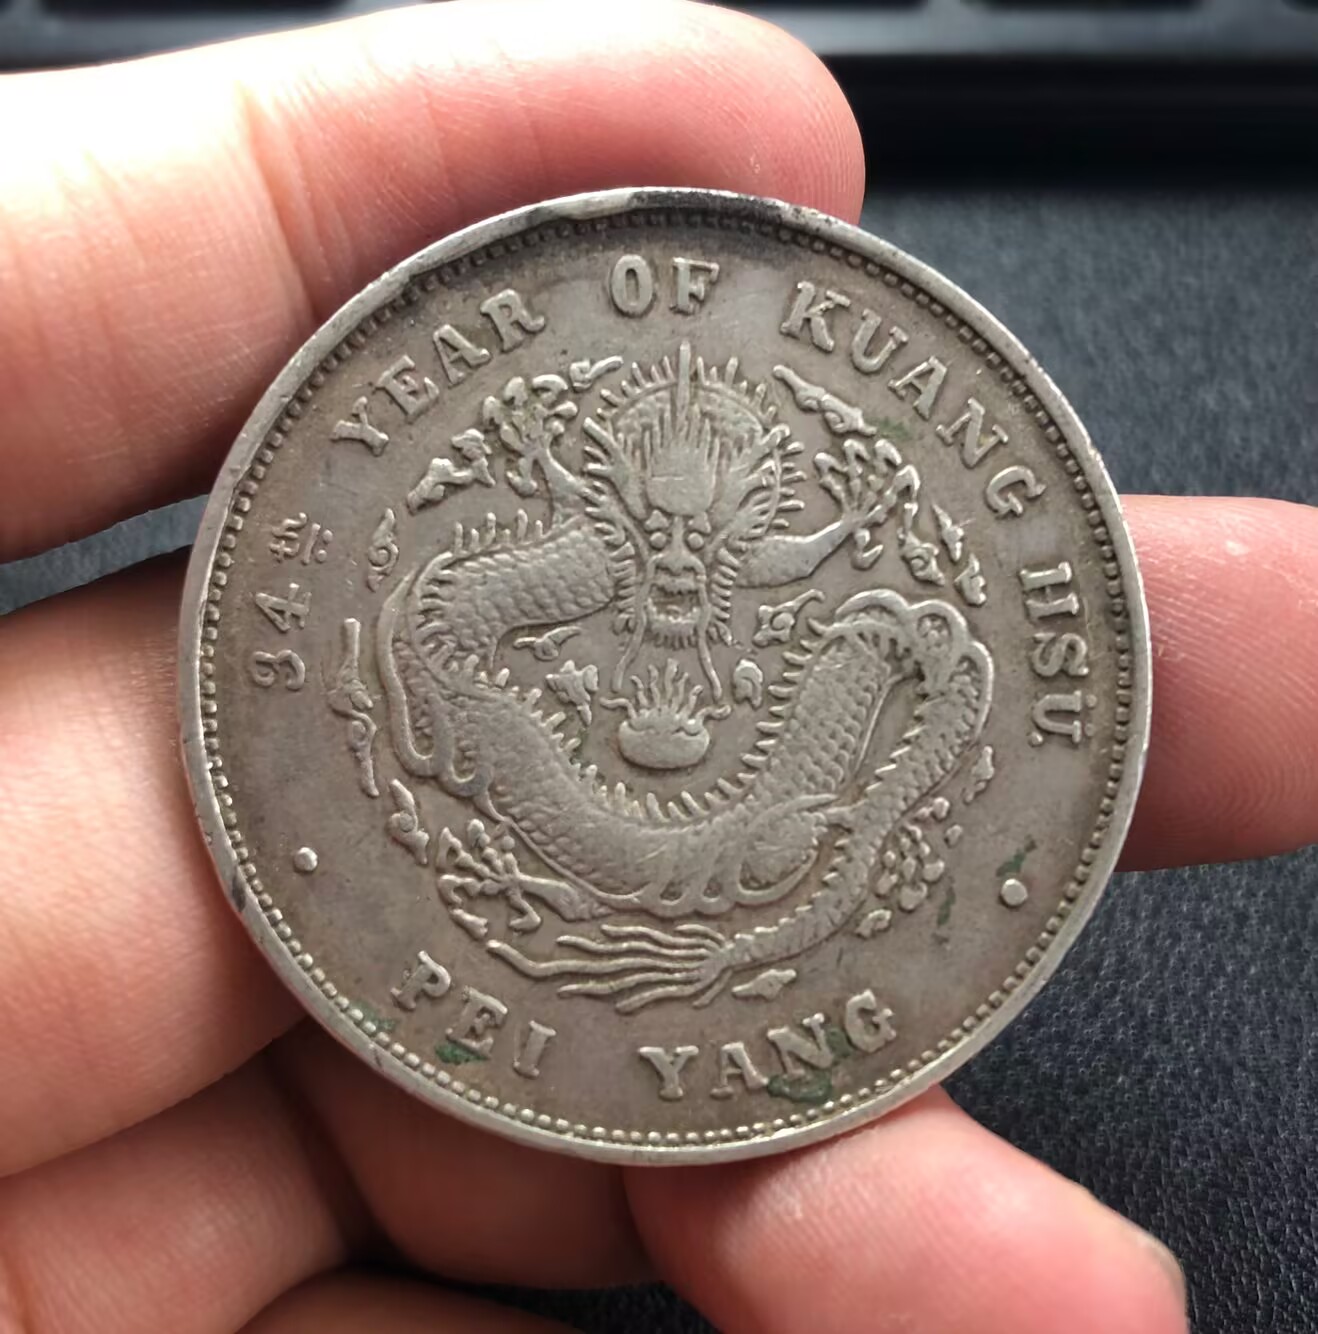 34TH YEAR OF KUANG HSÜ.
PEI YANG